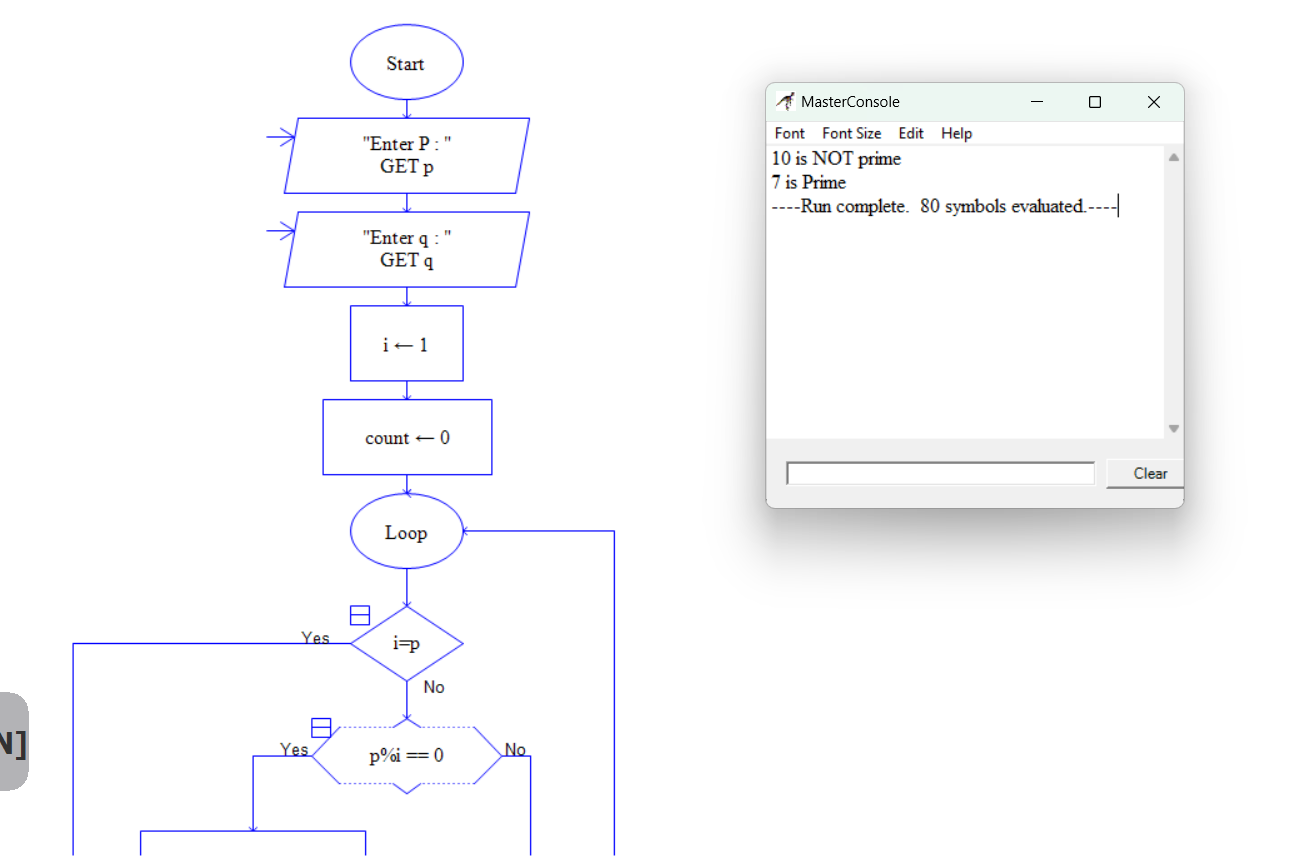 Start
"Enter P : "
GET p
"Enter q : "
GET q
i ← 1
count ← 0
Loop
Yes
i=p
No
Yes
p%i == 0
No
N]
MasterConsole
Font Font Size Edit Help
10 is NOT prime
7 is Prime
----Run complete.  80 symbols evaluated.----
Clear